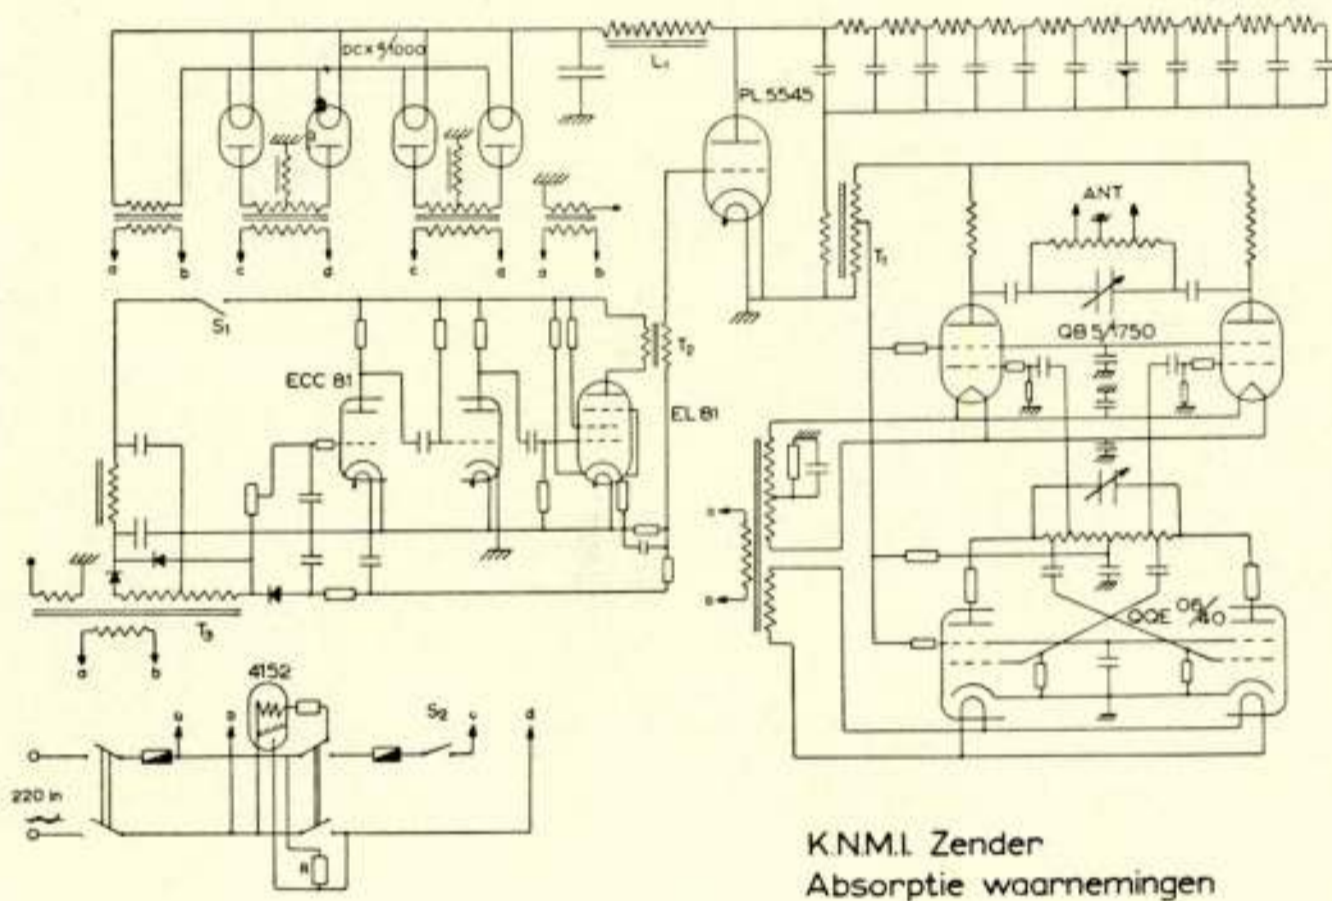 DCX 4/1000
L1
PL 5545
ANT
T1
a b c d c d a b
S1
T2
QB 5/1750
ECC 81
EL 81
a
a
T3
QQE 06/40
a b
4152
b a S2 c d
220 in
R
K.N.M.I. Zender
Absorptie waarnemingen